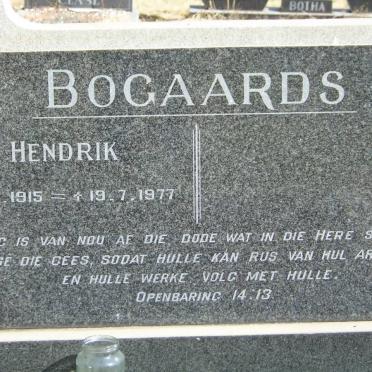 BOTHA
BOGAARDS
HENDRIK
1915 = † 19.7.1977
IS VAN NOU AF DIE DODE WAT IN DIE HERE
DIE GEES, SODAT HULLE KAN RUS VAN HUL
EN HULLE WERKE VOLG MET HULLE.
OPENBARING 14.13